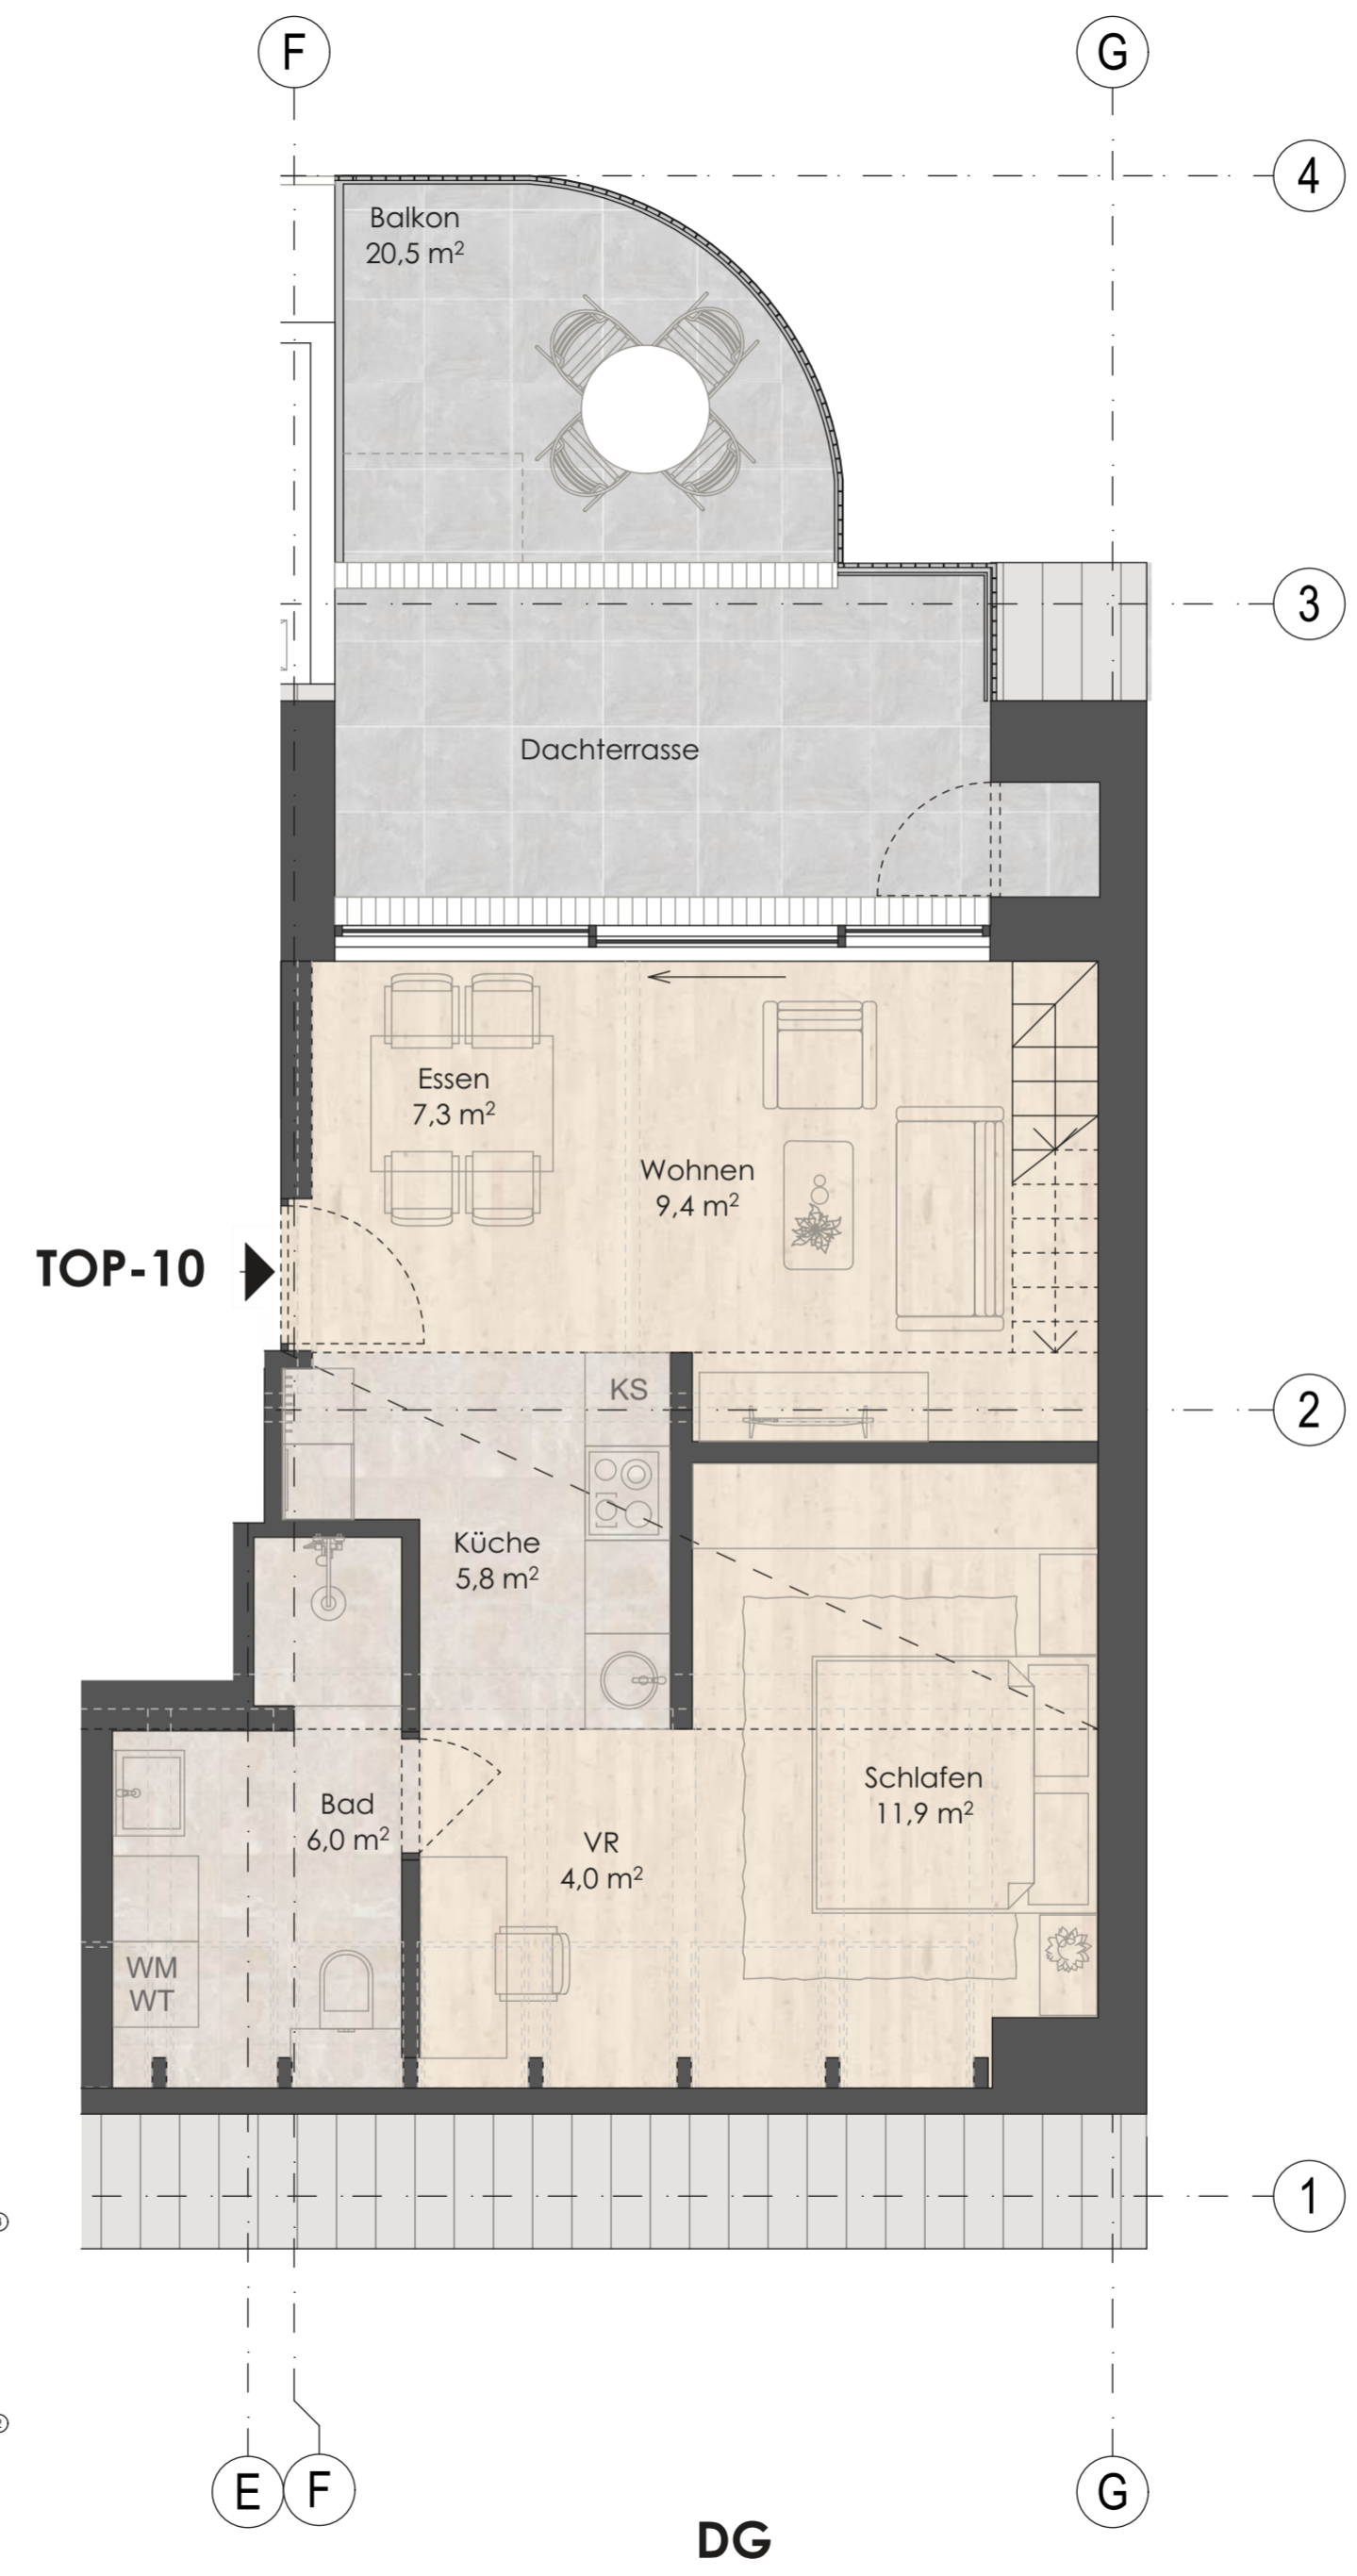 F
G
4
Balkon
20,5 m²
3
Dachterrasse
Essen
7,3 m²
Wohnen
9,4 m²
TOP-10
KS
2
Küche
5,8 m²
Schlafen
11,9 m²
Bad
6,0 m²
VR
4,0 m²
WM
WT
1
E
F
G
DG